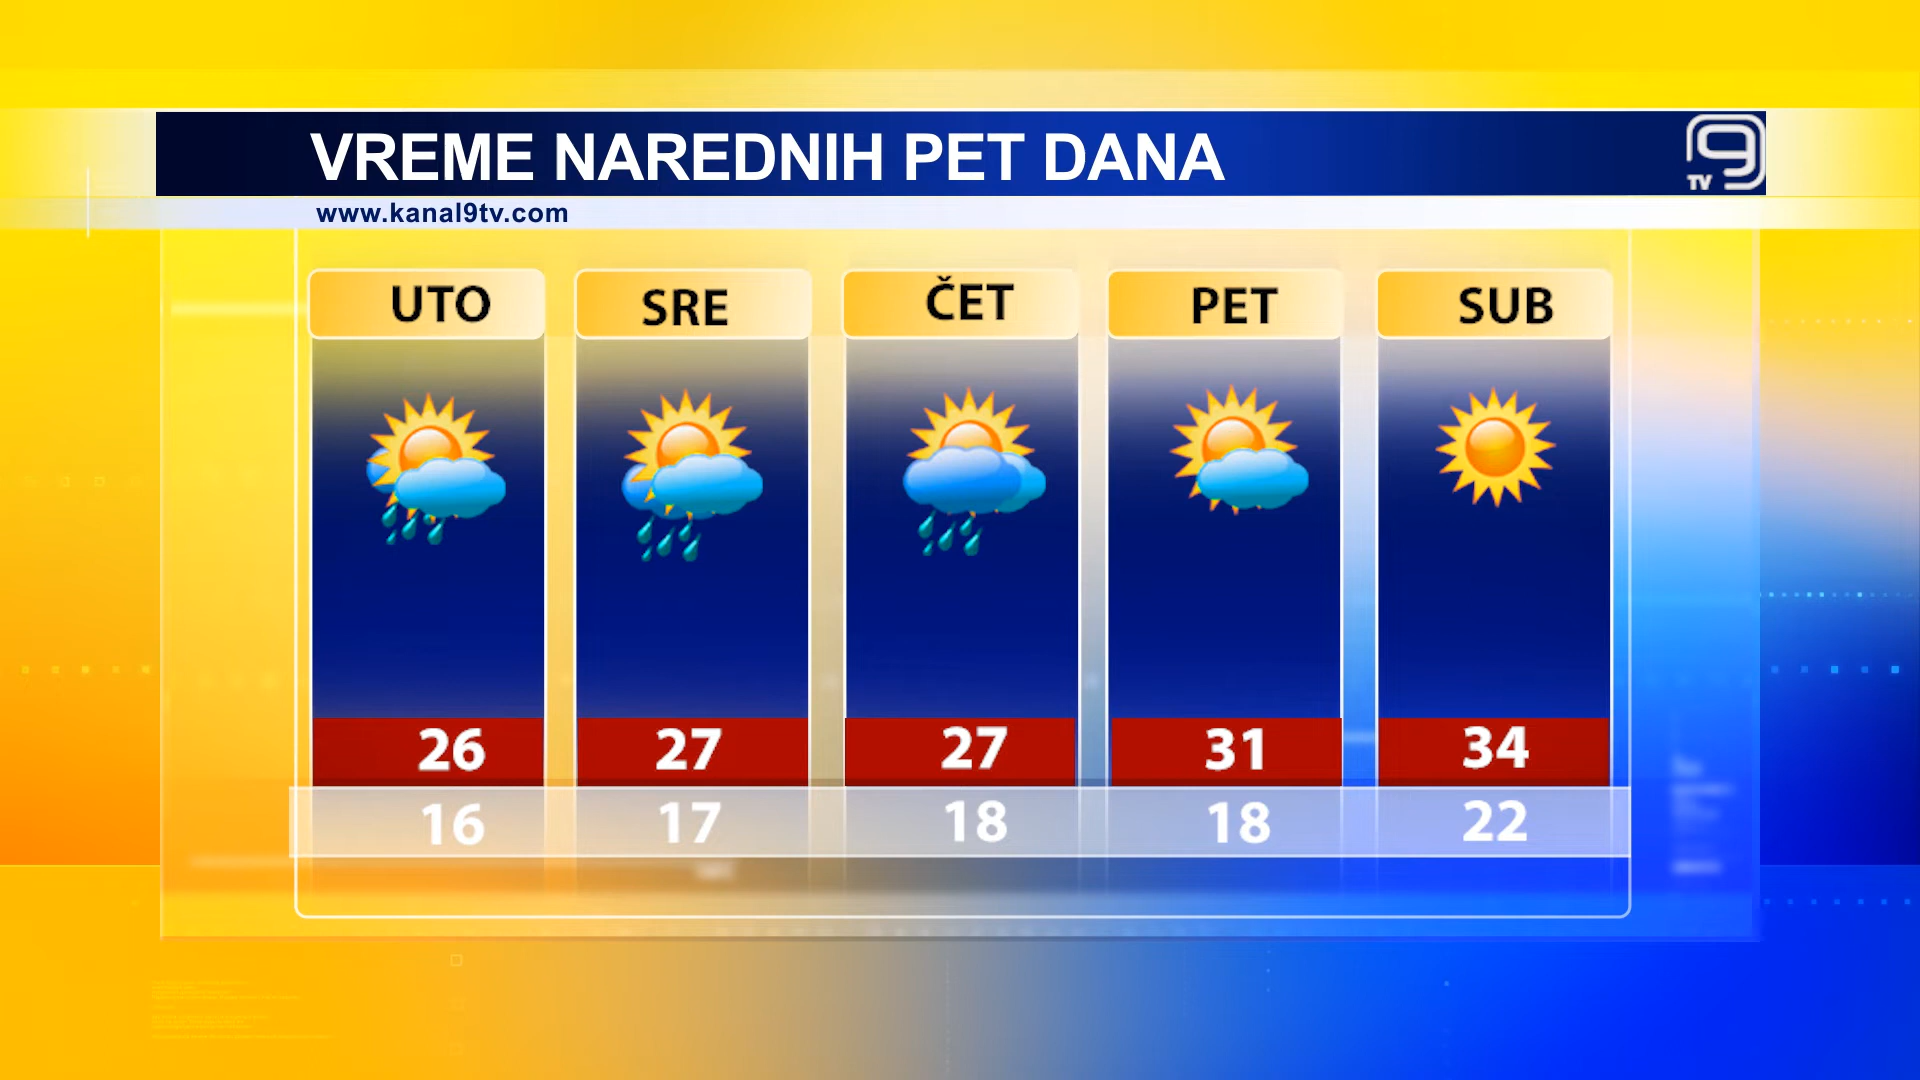 VREME NAREDNIH PET DANA
TV 9
www.kanal9tv.com
UTO SRE ČET PET SUB
26 27 27 31 34
16 17 18 18 22